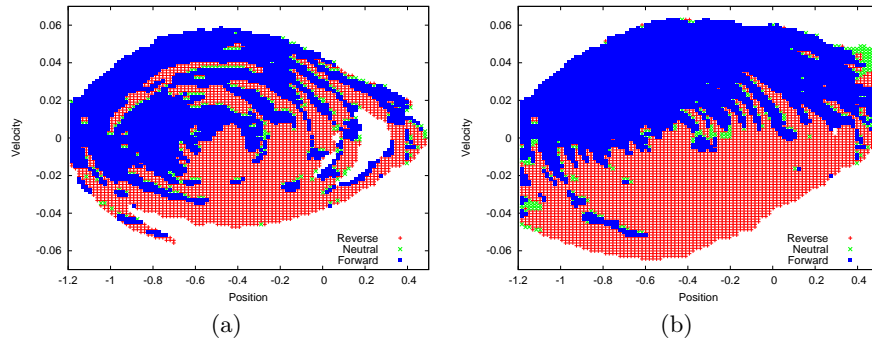 0.06
0.04
0.02
0
-0.02
-0.04
-0.06
Velocity
-1.2 -1 -0.8 -0.6 -0.4 -0.2 0 0.2 0.4
Position
Reverse
Neutral
Forward
(a)
0.06
0.04
0.02
0
-0.02
-0.04
-0.06
Velocity
-1.2 -1 -0.8 -0.6 -0.4 -0.2 0 0.2 0.4
Position
Reverse
Neutral
Forward
(b)